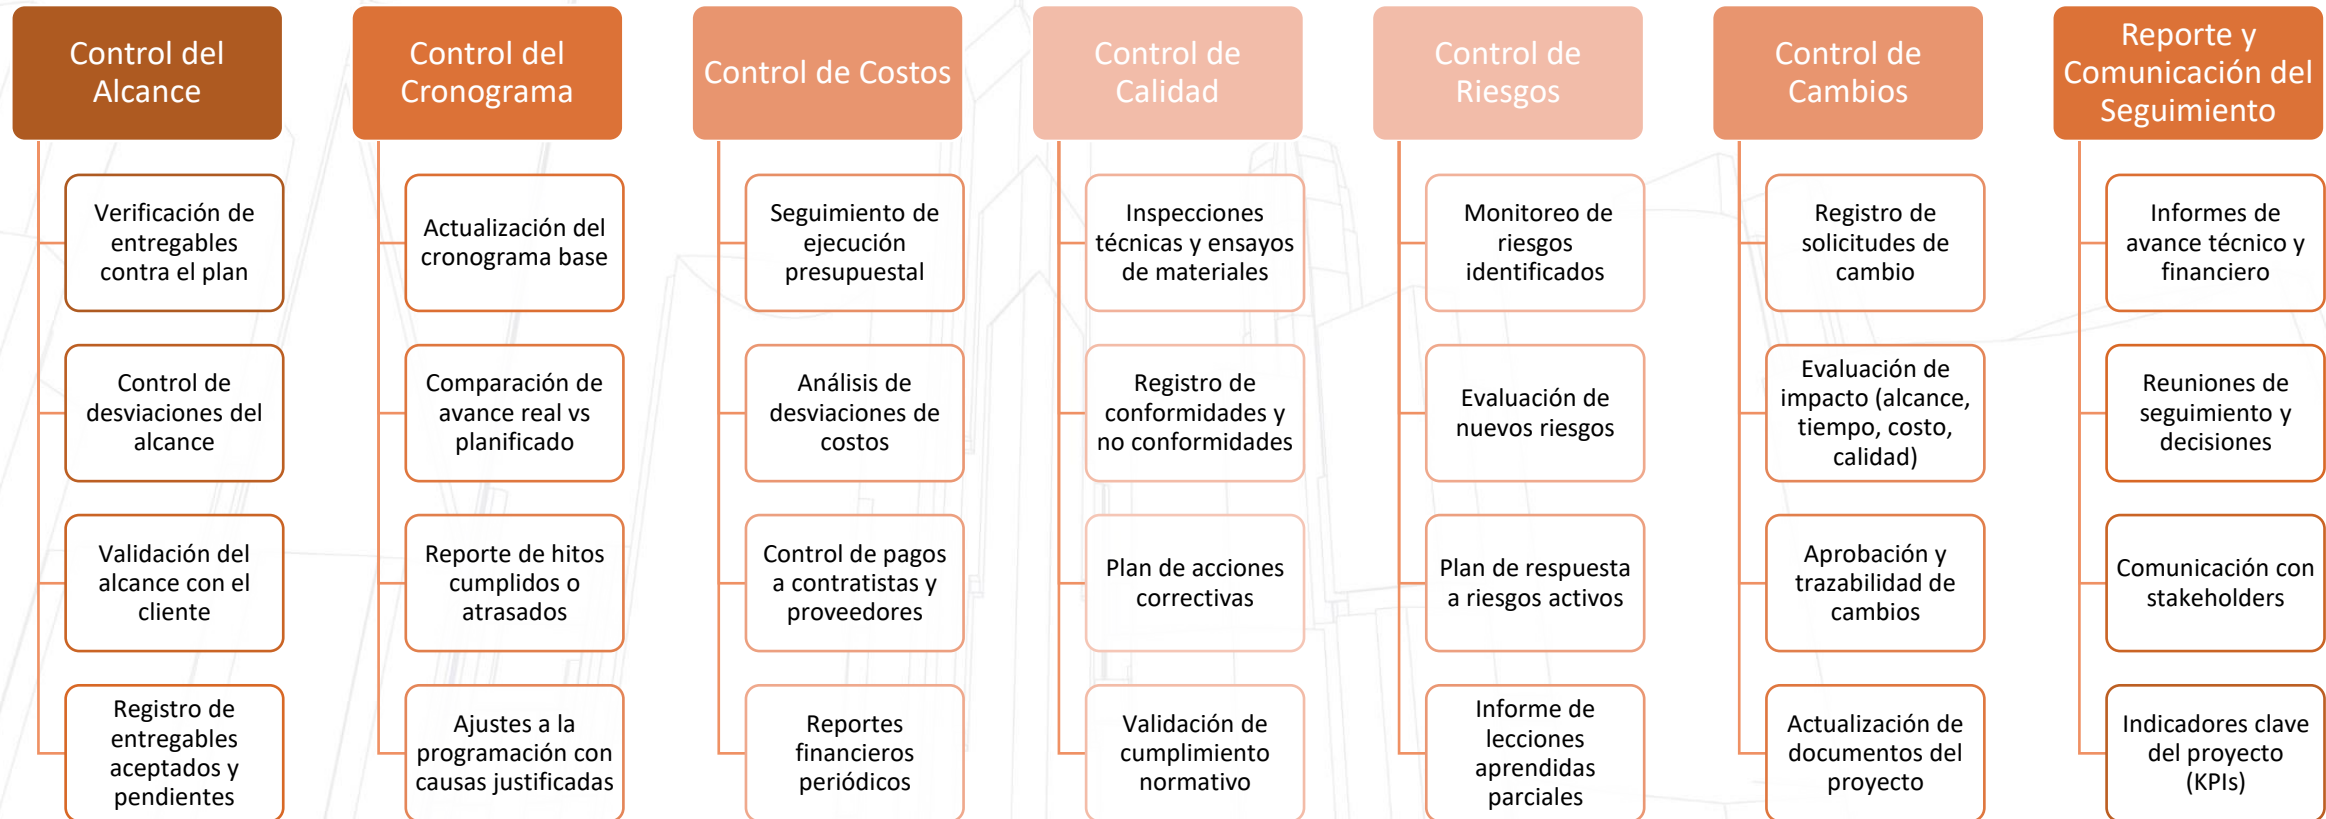 Control del
Alcance
Verificación de
entregables
contra el plan
Control de
desviaciones del
alcance
Validación del
alcance con el
cliente
Registro de
entregables
aceptados y
pendientes
Control del
Cronograma
Actualización del
cronograma base
Comparación de
avance real vs
planificado
Reporte de hitos
cumplidos o
atrasados
Ajustes a la
programación con
causas justificadas
Control de Costos
Seguimiento de
ejecución
presupuestal
Análisis de
desviaciones de
costos
Control de pagos
a contratistas y
proveedores
Reportes
financieros
periódicos
Control de
Calidad
Inspecciones
técnicas y ensayos
de materiales
Registro de
conformidades y
no conformidades
Plan de acciones
correctivas
Validación de
cumplimiento
normativo
Control de
Riesgos
Monitoreo de
riesgos
identificados
Evaluación de
nuevos riesgos
Plan de respuesta
a riesgos activos
Informe de
lecciones
aprendidas
parciales
Control de
Cambios
Registro de
solicitudes de
cambio
Evaluación de
impacto (alcance,
tiempo, costo,
calidad)
Aprobación y
trazabilidad de
cambios
Actualización de
documentos del
proyecto
Reporte y
Comunicación del
Seguimiento
Informes de
avance técnico y
financiero
Reuniones de
seguimiento y
decisiones
Comunicación con
stakeholders
Indicadores clave
del proyecto
(KPIs)